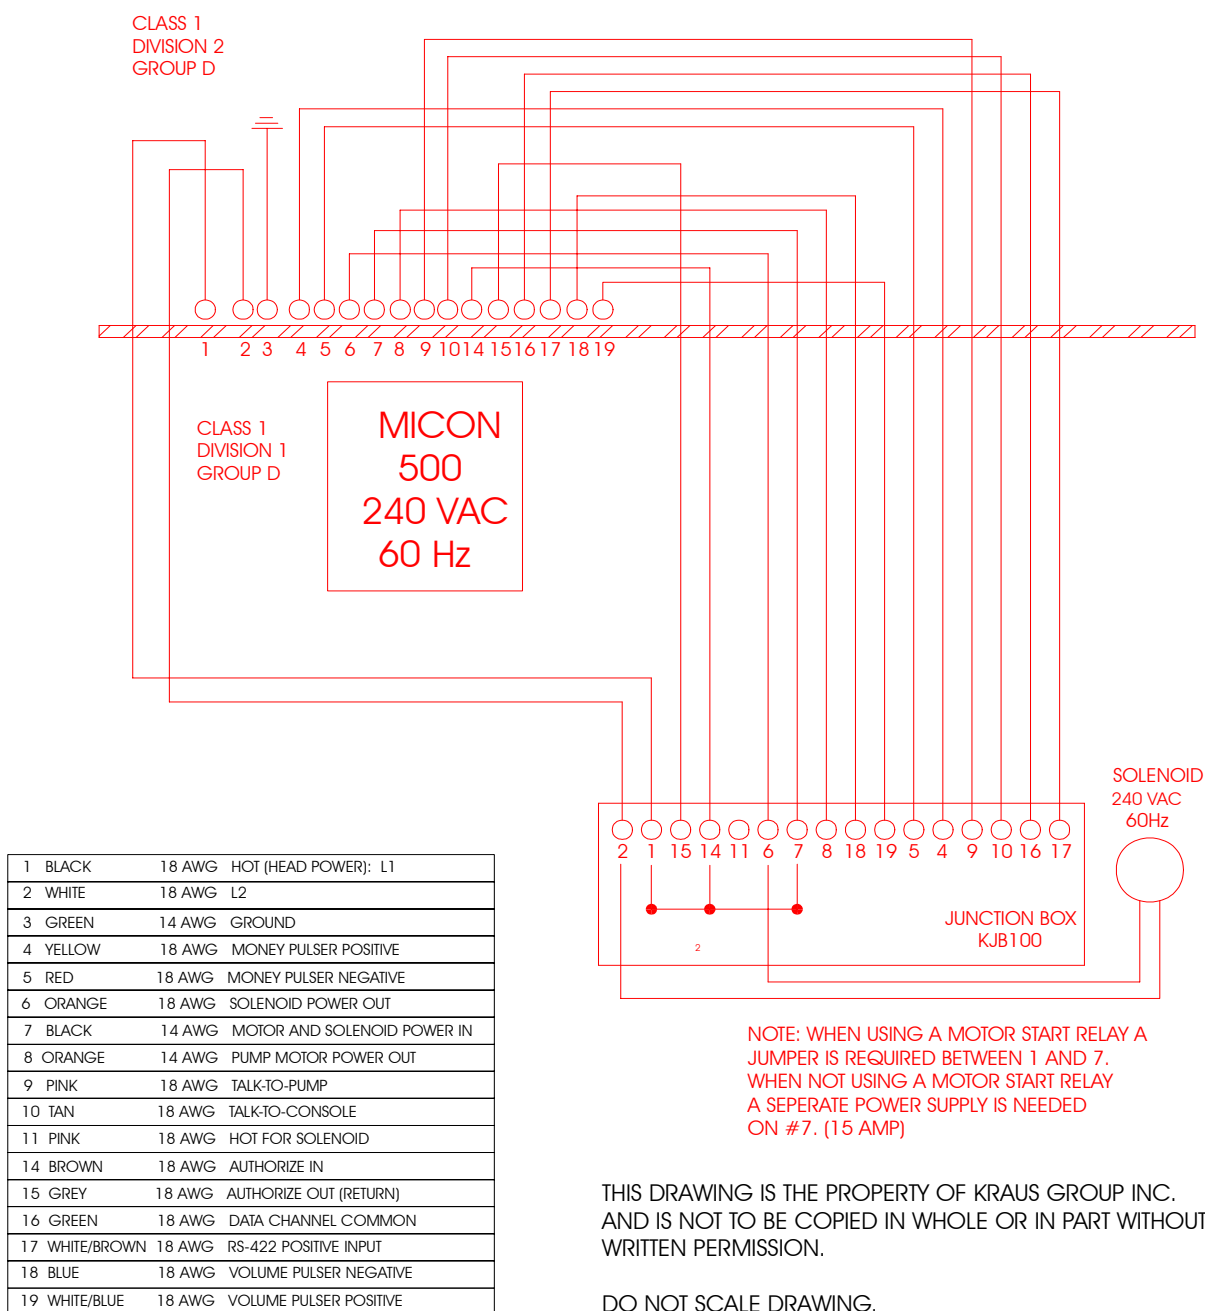 CLASS 1
DIVISION 2
GROUP D
1 2 3 4 5 6 7 8 9 10 14 15 16 17 18 19
CLASS 1
DIVISION 1
GROUP D
MICON
500
240 VAC
60 Hz
SOLENOID
240 VAC
60Hz
2 1 15 14 11 6 7 8 18 19 5 4 9 10 16 17
JUNCTION BOX
KJB100
2
1 BLACK 18 AWG HOT (HEAD POWER): L1
2 WHITE 18 AWG L2
3 GREEN 14 AWG GROUND
4 YELLOW 18 AWG MONEY PULSER POSITIVE
5 RED 18 AWG MONEY PULSER NEGATIVE
6 ORANGE 18 AWG SOLENOID POWER OUT
7 BLACK 14 AWG MOTOR AND SOLENOID POWER IN
8 ORANGE 14 AWG PUMP MOTOR POWER OUT
9 PINK 18 AWG TALK-TO-PUMP
10 TAN 18 AWG TALK-TO-CONSOLE
11 PINK 18 AWG HOT FOR SOLENOID
14 BROWN 18 AWG AUTHORIZE IN
15 GREY 18 AWG AUTHORIZE OUT (RETURN)
16 GREEN 18 AWG DATA CHANNEL COMMON
17 WHITE/BROWN 18 AWG RS-422 POSITIVE INPUT
18 BLUE 18 AWG VOLUME PULSER NEGATIVE
19 WHITE/BLUE 18 AWG VOLUME PULSER POSITIVE
NOTE: WHEN USING A MOTOR START RELAY A
JUMPER IS REQUIRED BETWEEN 1 AND 7.
WHEN NOT USING A MOTOR START RELAY
A SEPERATE POWER SUPPLY IS NEEDED
ON #7. (15 AMP)
THIS DRAWING IS THE PROPERTY OF KRAUS GROUP INC.
AND IS NOT TO BE COPIED IN WHOLE OR IN PART WITHOUT
WRITTEN PERMISSION.
DO NOT SCALE DRAWING.